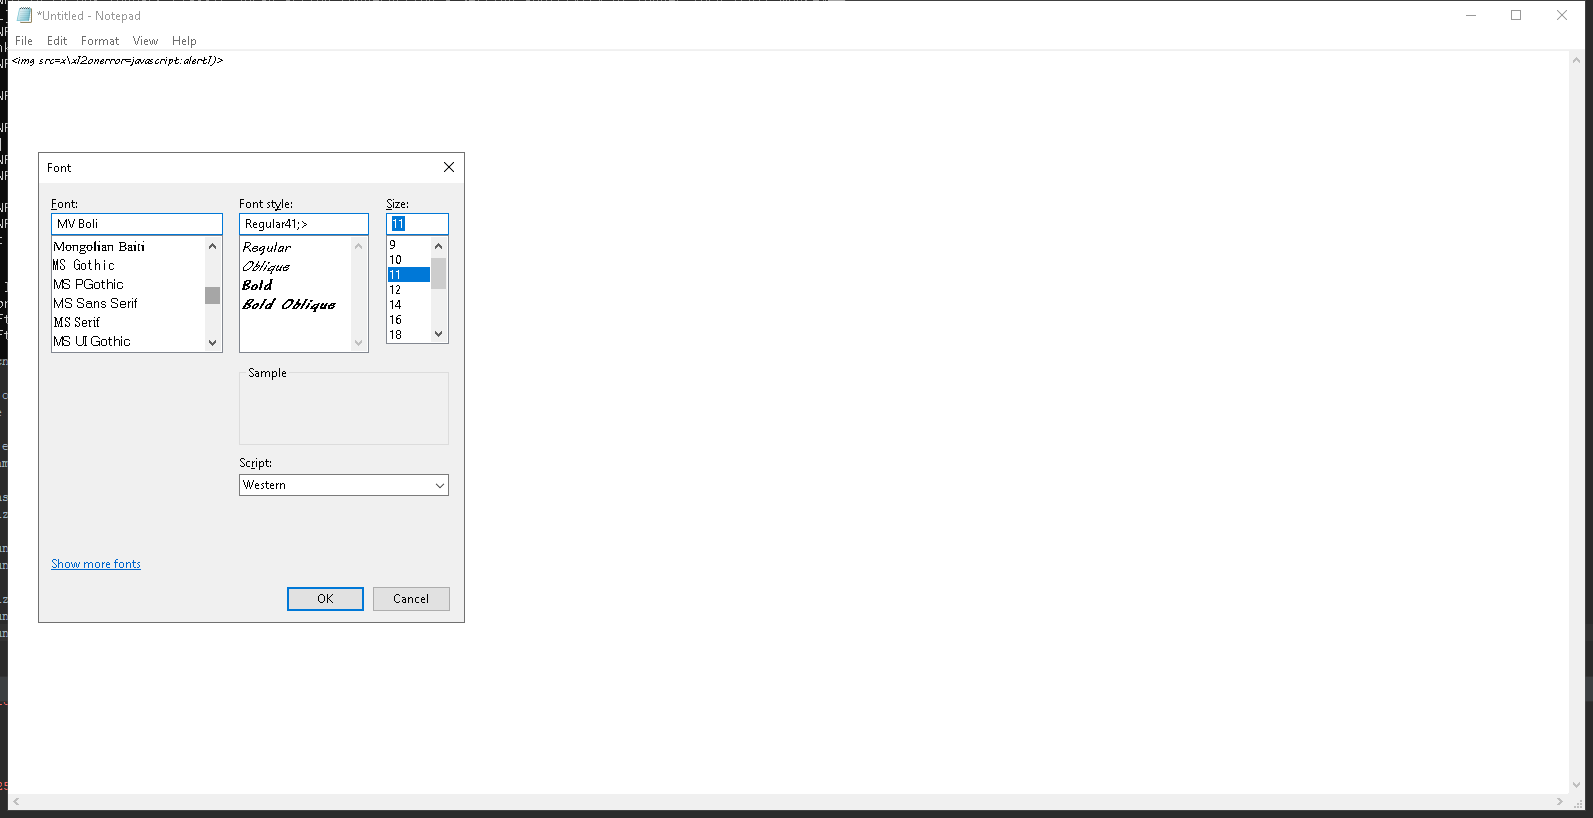 *Untitled - Notepad
File Edit Format View Help
<img src=x\x12onerror=javascript:alert1)>
Font
Font:
Font style:
Size:
MV Boli
Regular41;>
11
Mongolian Baiti
MS Gothic
MS PGothic
MS Sans Serif
MS Serif
MS UI Gothic
Regular
Oblique
Bold
Bold Oblique
9
10
11
12
14
16
18
Sample
Script:
Western
Show more fonts
OK
Cancel